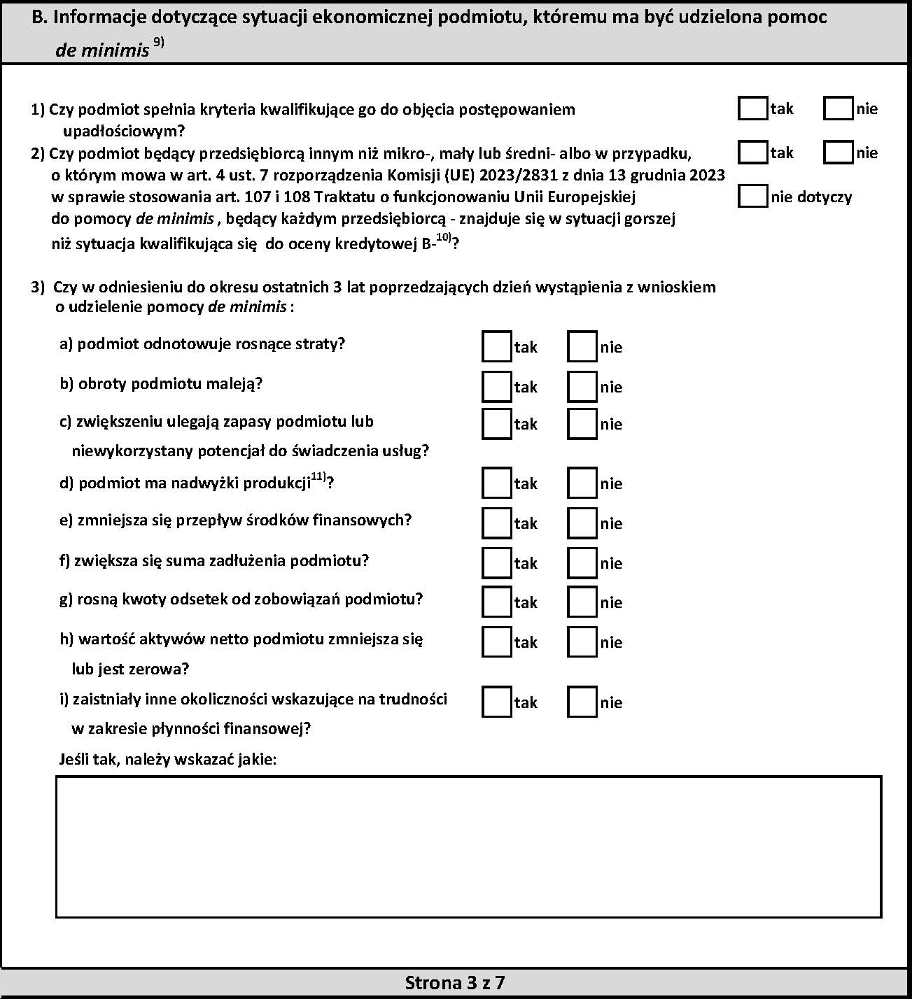 B. Informacje dotyczące sytuacji ekonomicznej podmiotu, któremu ma być udzielona pomoc
de minimis 9)
1) Czy podmiot spełnia kryteria kwalifikujące go do objęcia postępowaniem
upadłościowym?
tak nie
2) Czy podmiot będący przedsiębiorcą innym niż mikro-, mały lub średni- albo w przypadku,
o którym mowa w art. 4 ust. 7 rozporządzenia Komisji (UE) 2023/2831 z dnia 13 grudnia 2023
w sprawie stosowania art. 107 i 108 Traktatu o funkcjonowaniu Unii Europejskiej
do pomocy de minimis , będący każdym przedsiębiorcą - znajduje się w sytuacji gorszej
niż sytuacja kwalifikująca się do oceny kredytowej B-10)?
tak nie
nie dotyczy
3) Czy w odniesieniu do okresu ostatnich 3 lat poprzedzających dzień wystąpienia z wnioskiem
o udzielenie pomocy de minimis :
a) podmiot odnotowuje rosnące straty? tak nie
b) obroty podmiotu maleją? tak nie
c) zwiększeniu ulegają zapasy podmiotu lub tak nie
niewykorzystany potencjał do świadczenia usług?
d) podmiot ma nadwyżki produkcji11)? tak nie
e) zmniejsza się przepływ środków finansowych? tak nie
f) zwiększa się suma zadłużenia podmiotu? tak nie
g) rosną kwoty odsetek od zobowiązań podmiotu? tak nie
h) wartość aktywów netto podmiotu zmniejsza się tak nie
lub jest zerowa?
i) zaistniały inne okoliczności wskazujące na trudności tak nie
w zakresie płynności finansowej?
Jeśli tak, należy wskazać jakie:
Strona 3 z 7